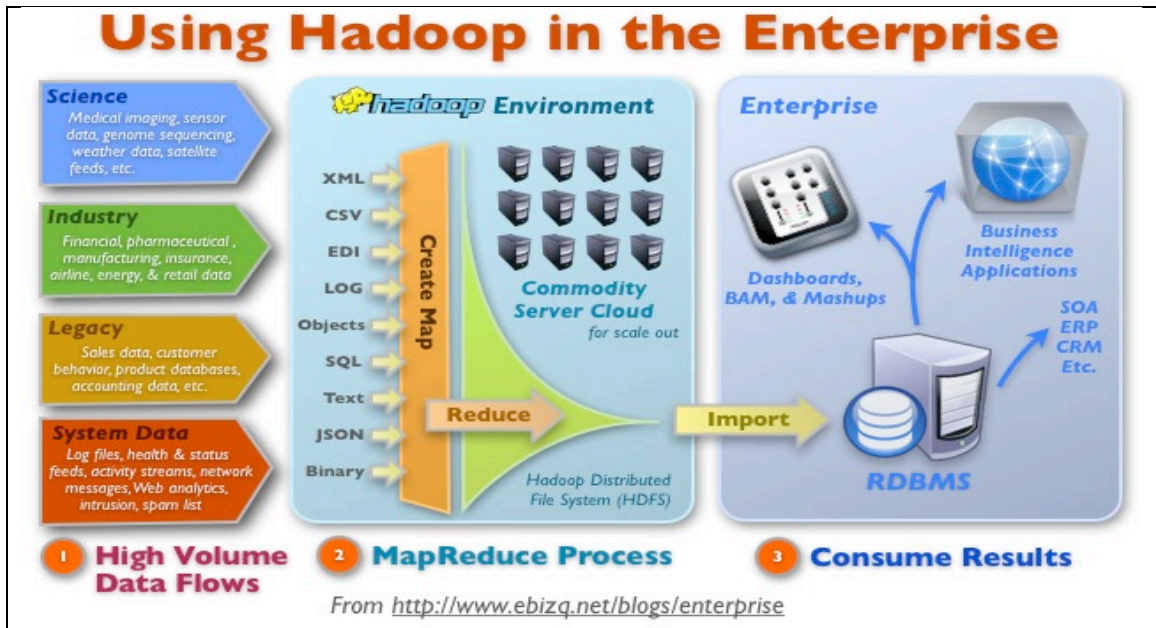 Using Hadoop in the Enterprise
Science
Medical imaging, sensor
data, genome sequencing,
weather data, satellite
feeds, etc.
Industry
Financial, pharmaceutical ,
manufacturing, insurance,
airline, energy, & retail data
Legacy
Sales data, customer
behavior, product databases,
accounting data, etc.
System Data
Log files, health & status
feeds, activity streams, network
messages, Web analytics,
intrusion, spam list
1 High Volume
Data Flows
hadoop Environment
XML
CSV
EDI
LOG
Objects
SQL
Text
JSON
Binary
Create Map
Reduce
Commodity
Server Cloud
for scale out
Hadoop Distributed
File System (HDFS)
2 MapReduce Process
Import
Enterprise
Dashboards,
BAM, & Mashups
Business
Intelligence
Applications
SOA
ERP
CRM
Etc.
RDBMS
3 Consume Results
From http://www.ebizq.net/blogs/enterprise